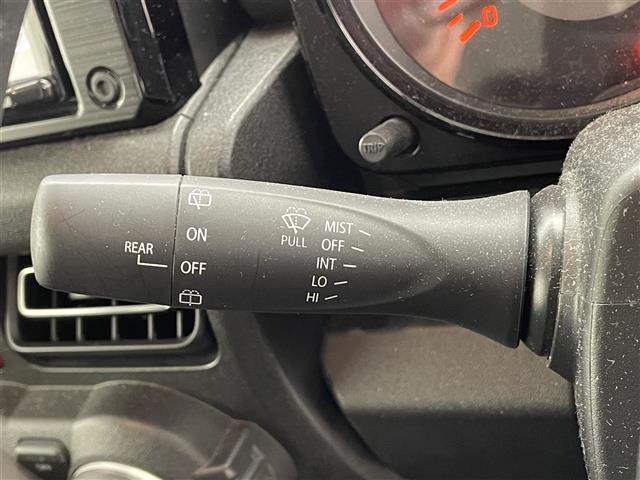 TRIP
MIST
OFF
INT
LO
HI
PULL
REAR
ON
OFF